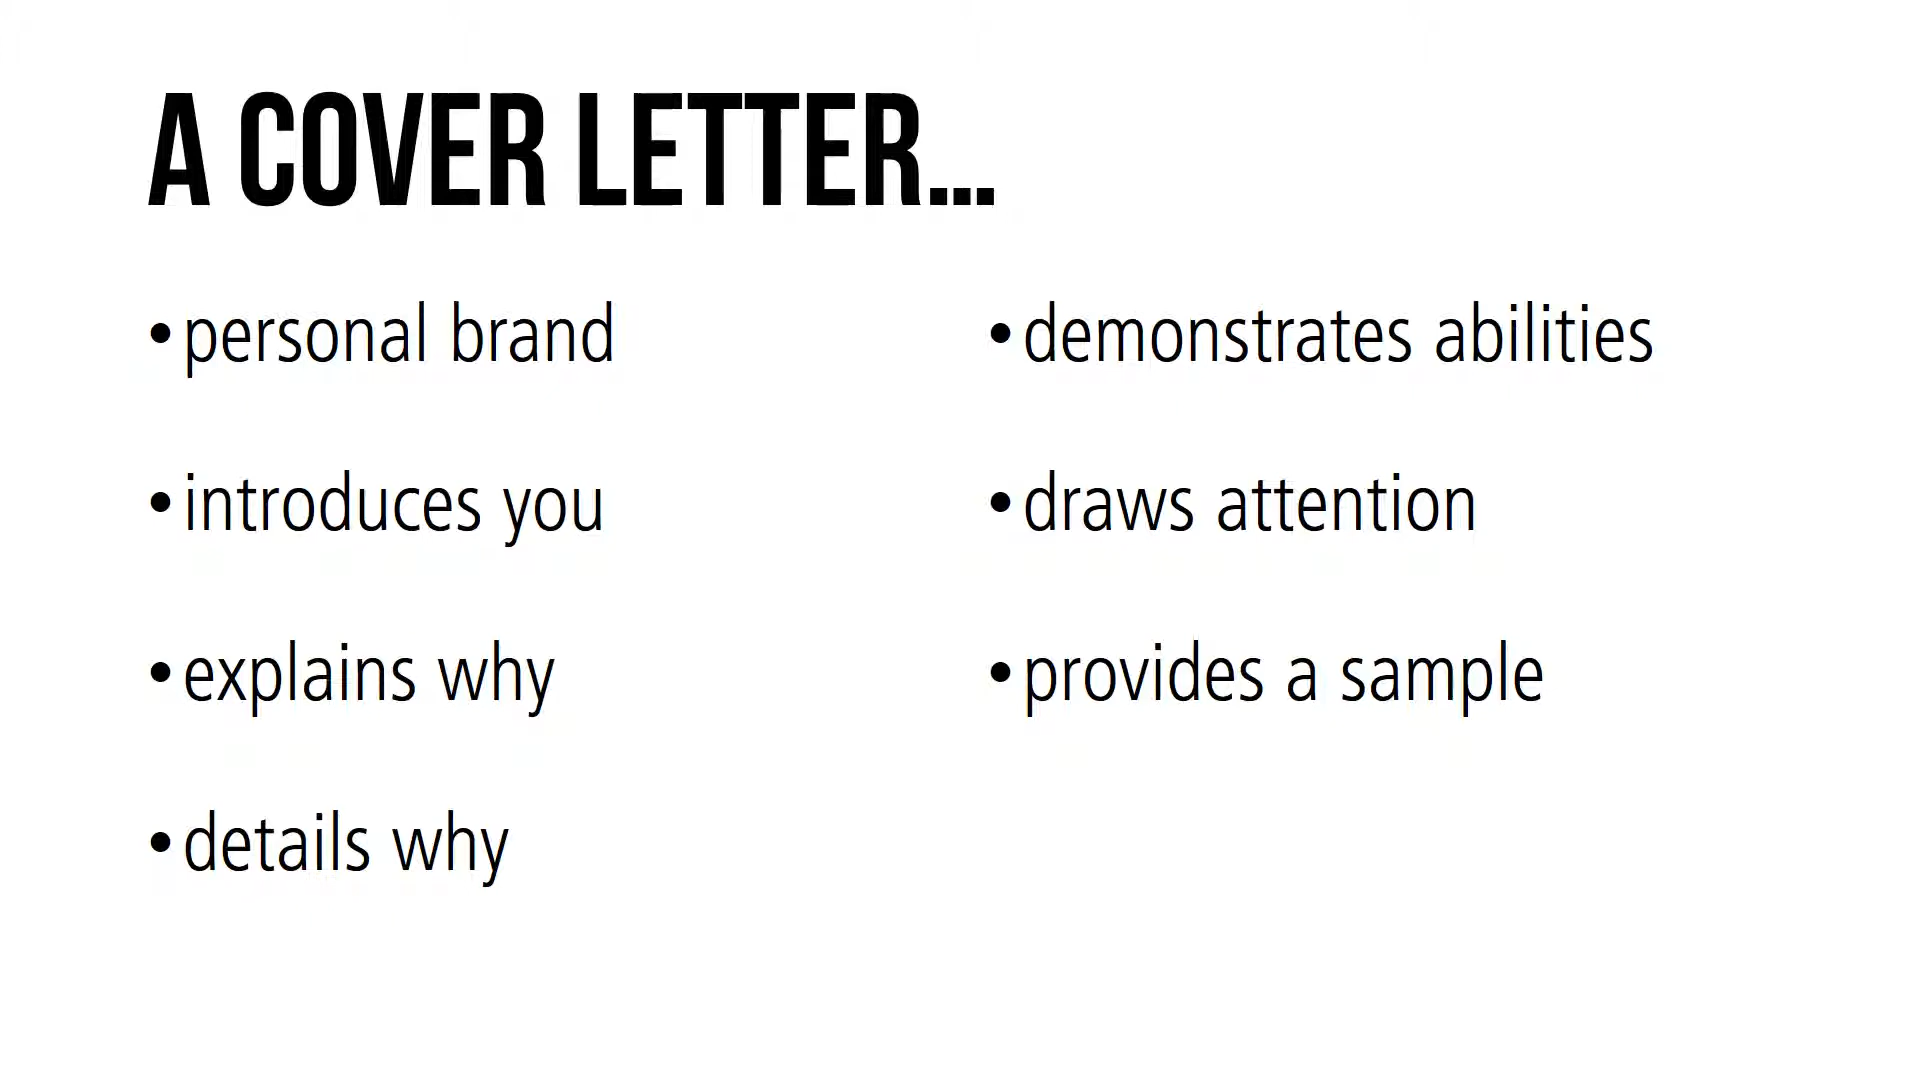 A COVER LETTER...
• personal brand
• introduces you
• explains why
• details why
• demonstrates abilities
• draws attention
• provides a sample